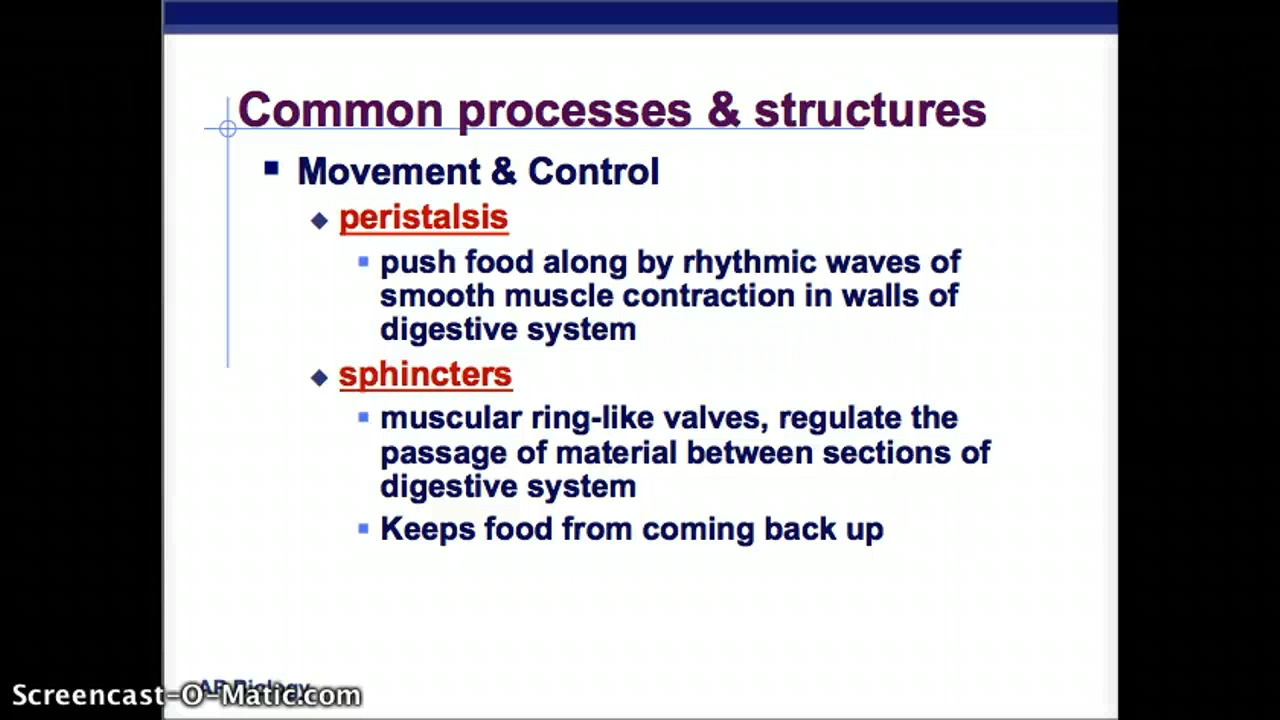 Common processes & structures
Movement & Control
peristalsis
push food along by rhythmic waves of
smooth muscle contraction in walls of
digestive system
sphincters
muscular ring-like valves, regulate the
passage of material between sections of
digestive system
Keeps food from coming back up
AP Biology
Screencast-O-Matic.com